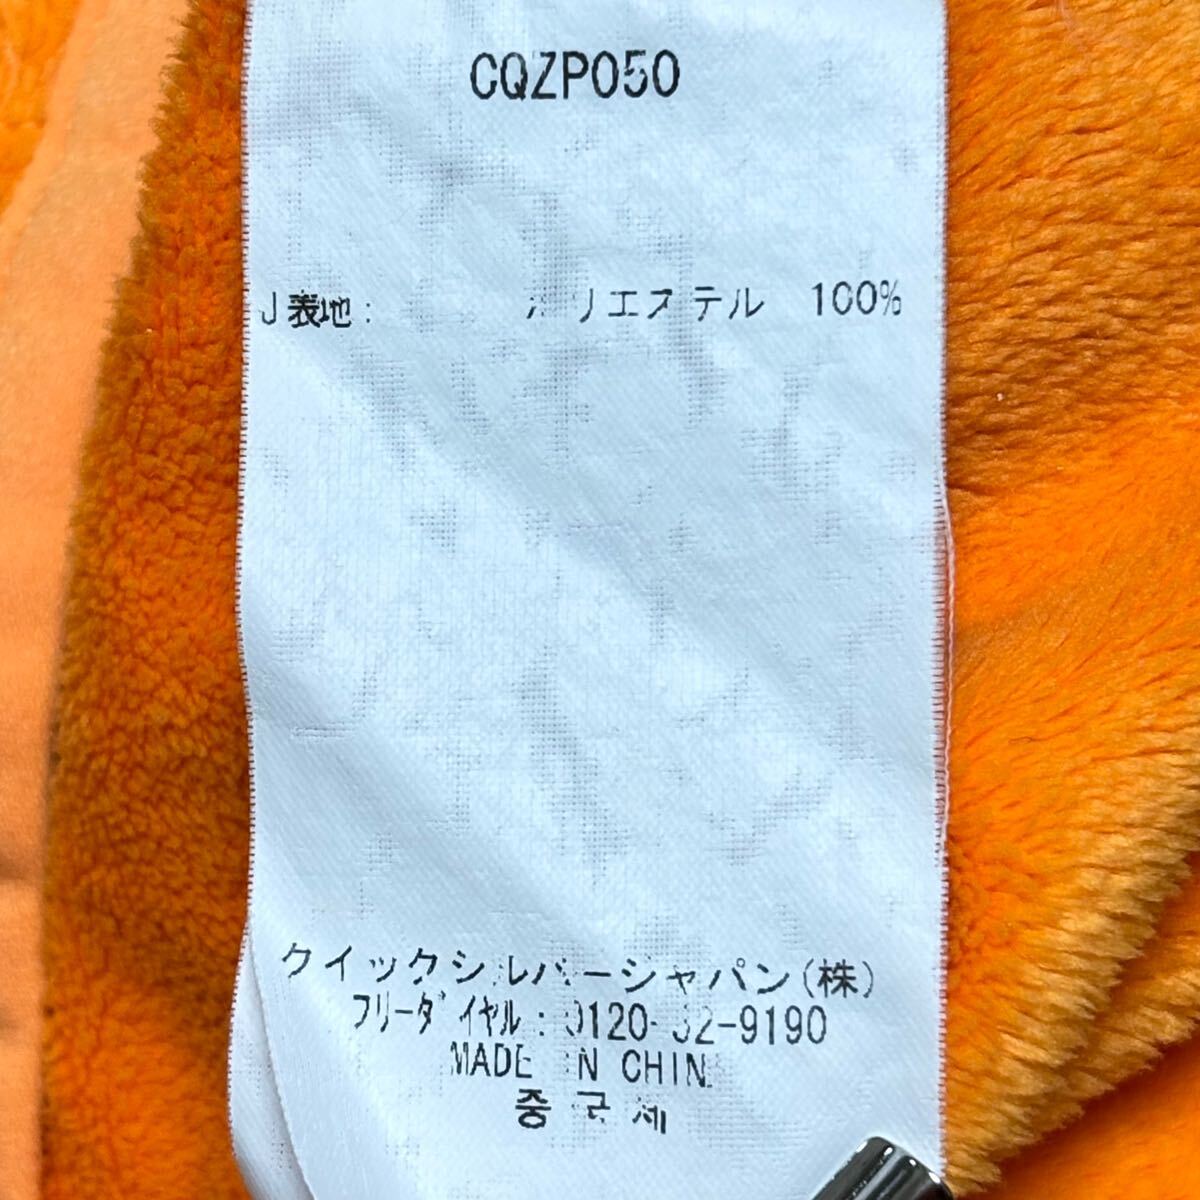 CQZP050
J 表地: ポリエステル 100%
クイックシルバージャパン(株)
フリーダイヤル: 0120-32-9190
MADE IN CHINA
중국제